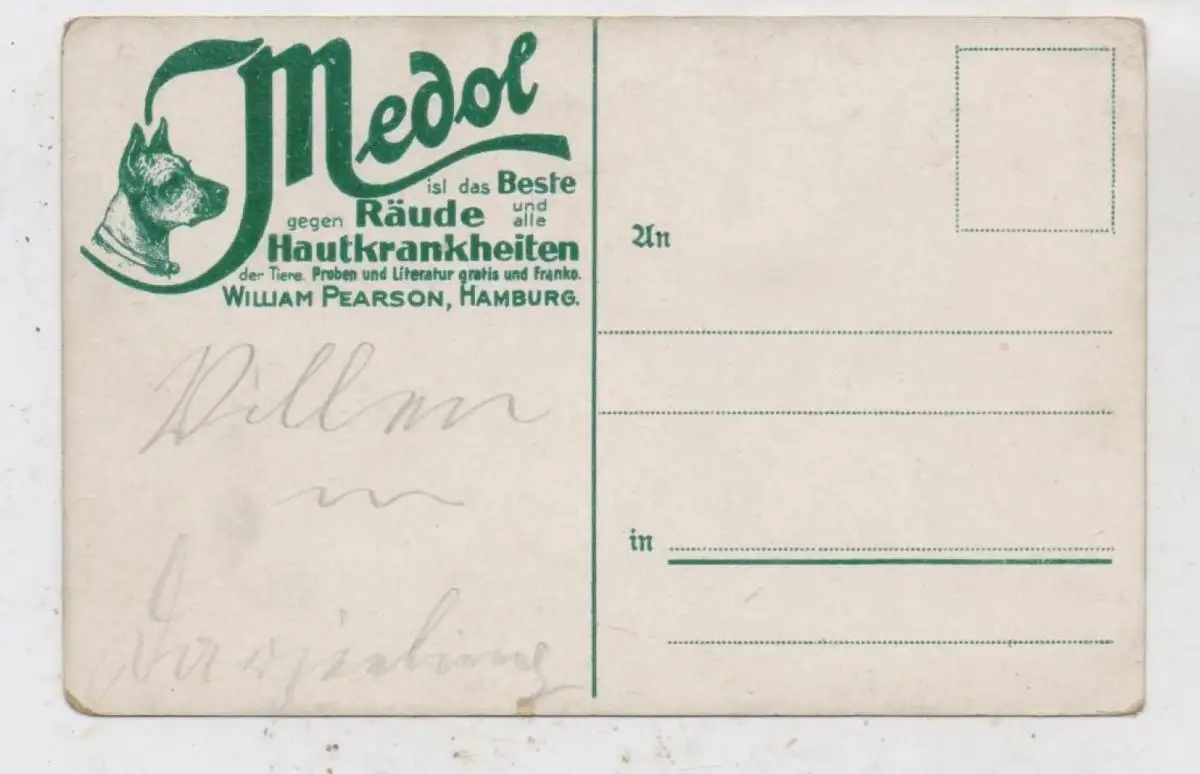 Medol
ist das Beste
gegen Räude und alle
Hautkrankheiten
der Tiere. Proben und Literatur gratis und Franko.
WILLIAM PEARSON, HAMBURG.
An
in